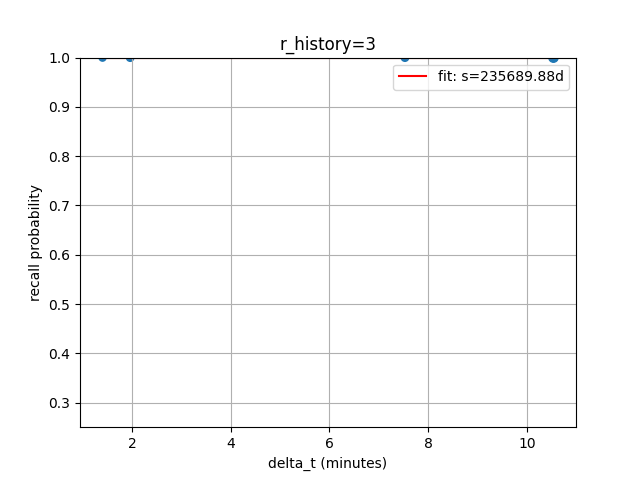 r_history=3
fit: s=235689.88d
recall probability
1.0
0.9
0.8
0.7
0.6
0.5
0.4
0.3
2 4 6 8 10
delta_t (minutes)